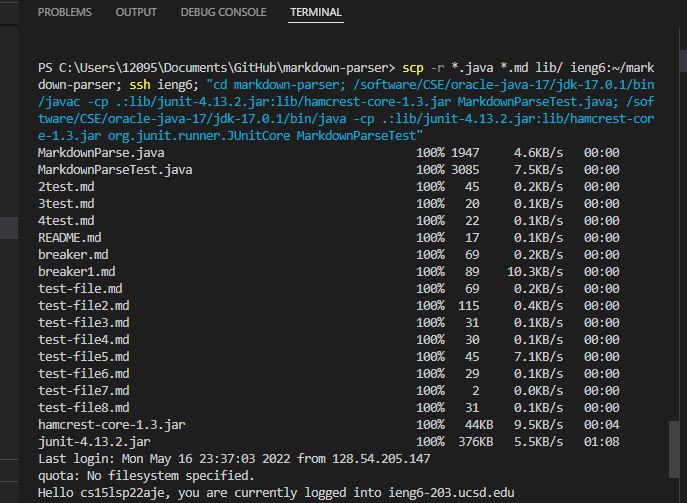 PROBLEMS OUTPUT DEBUG CONSOLE TERMINAL
PS C:\Users\12095\Documents\GitHub\markdown-parser> scp -r *.java *.md lib/ ieng6:~/mark
down-parser; ssh ieng6; "cd markdown-parser; /software/CSE/oracle-java-17/jdk-17.0.1/bin
/javac -cp .:lib/junit-4.13.2.jar:lib/hamcrest-core-1.3.jar MarkdownParseTest.java; /sof
tware/CSE/oracle-java-17/jdk-17.0.1/bin/java -cp .:lib/junit-4.13.2.jar:lib/hamcrest-cor
e-1.3.jar org.junit.runner.JUnitCore MarkdownParseTest"
MarkdownParse.java 100% 1947 4.6KB/s 00:00
MarkdownParseTest.java 100% 3085 7.5KB/s 00:00
2test.md 100% 45 0.2KB/s 00:00
3test.md 100% 20 0.1KB/s 00:00
4test.md 100% 22 0.1KB/s 00:00
README.md 100% 17 0.1KB/s 00:00
breaker.md 100% 69 0.2KB/s 00:00
breaker1.md 100% 89 10.3KB/s 00:00
test-file.md 100% 69 0.2KB/s 00:00
test-file2.md 100% 115 0.4KB/s 00:00
test-file3.md 100% 31 0.1KB/s 00:00
test-file4.md 100% 30 0.1KB/s 00:00
test-file5.md 100% 45 7.1KB/s 00:00
test-file6.md 100% 29 0.1KB/s 00:00
test-file7.md 100% 2 0.0KB/s 00:00
test-file8.md 100% 31 0.1KB/s 00:00
hamcrest-core-1.3.jar 100% 44KB 9.5KB/s 00:04
junit-4.13.2.jar 100% 376KB 5.5KB/s 01:08
Last login: Mon May 16 23:37:03 2022 from 128.54.205.147
quota: No filesystem specified.
Hello cs15lsp22aje, you are currently logged into ieng6-203.ucsd.edu